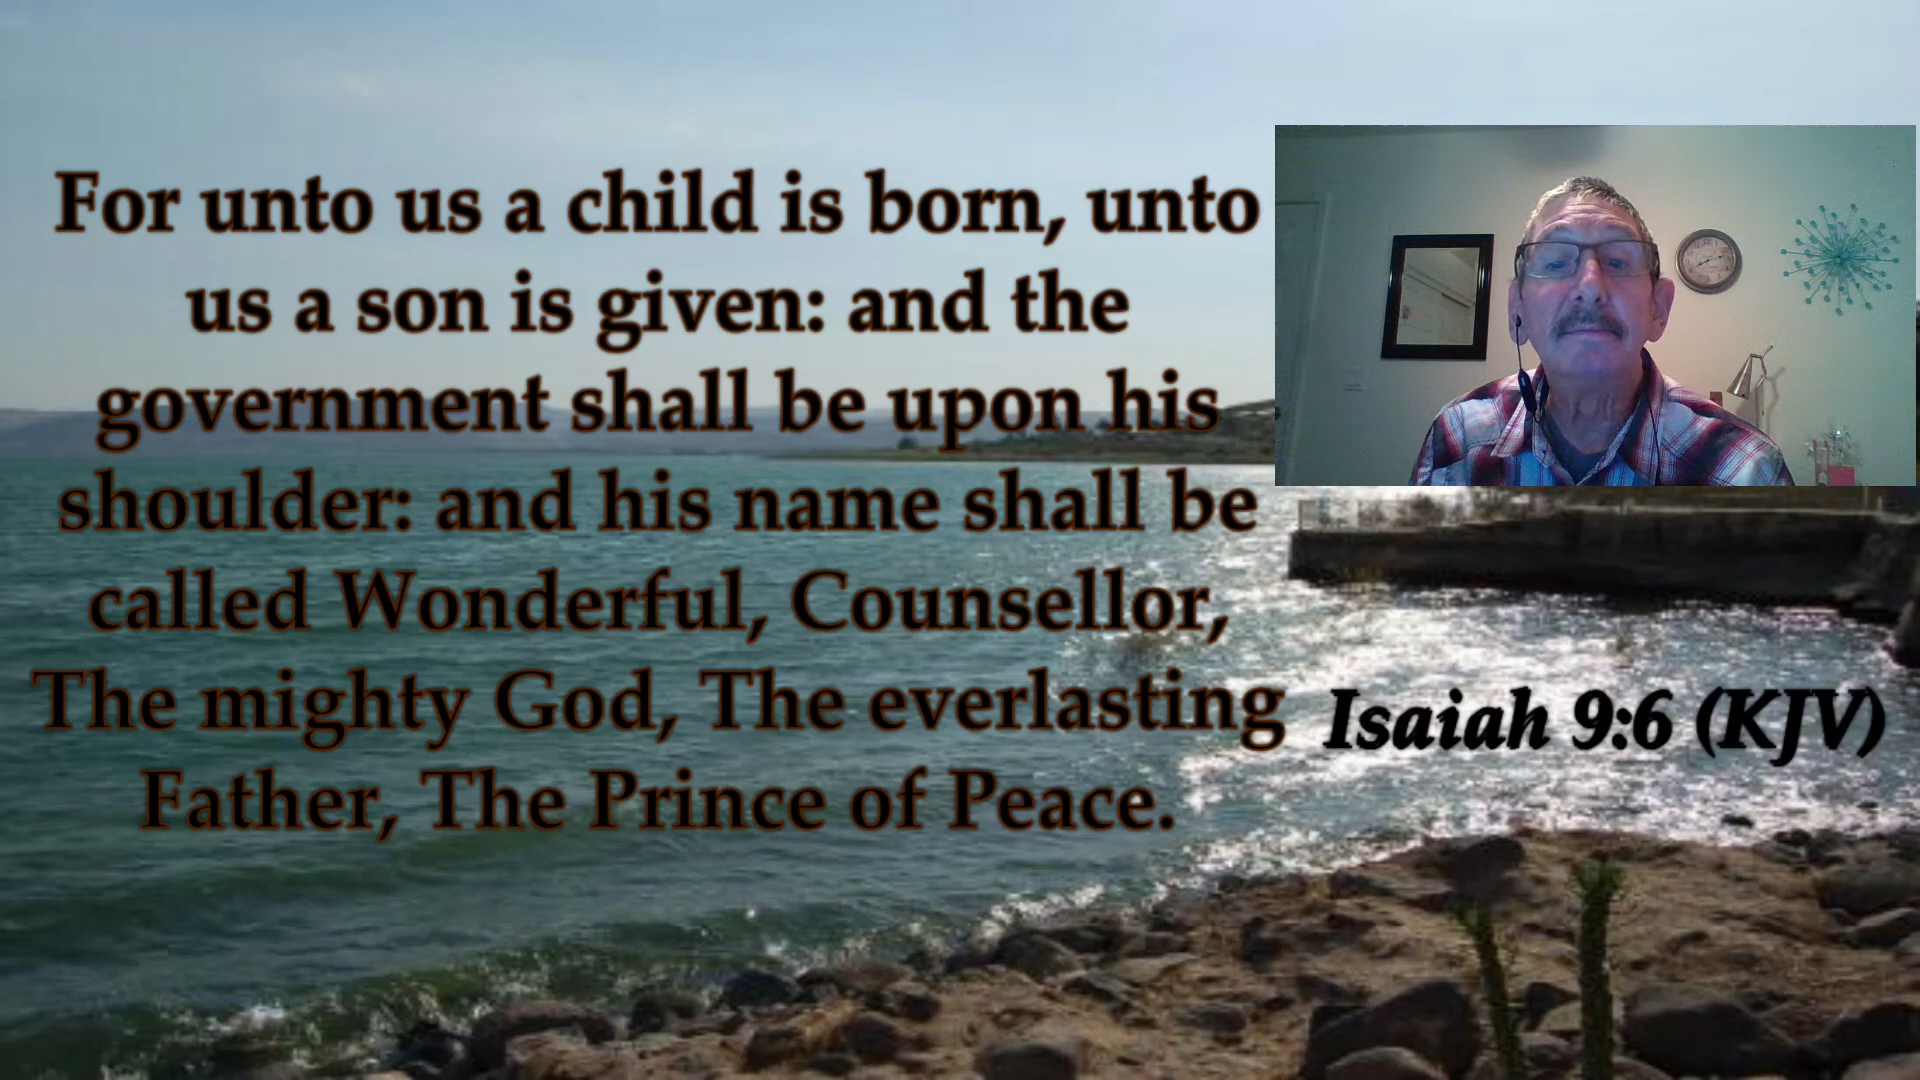 For unto us a child is born, unto
us a son is given: and the
government shall be upon his
shoulder: and his name shall be
called Wonderful, Counsellor,
The mighty God, The everlasting
Father, The Prince of Peace.
Isaiah 9:6 (KJV)